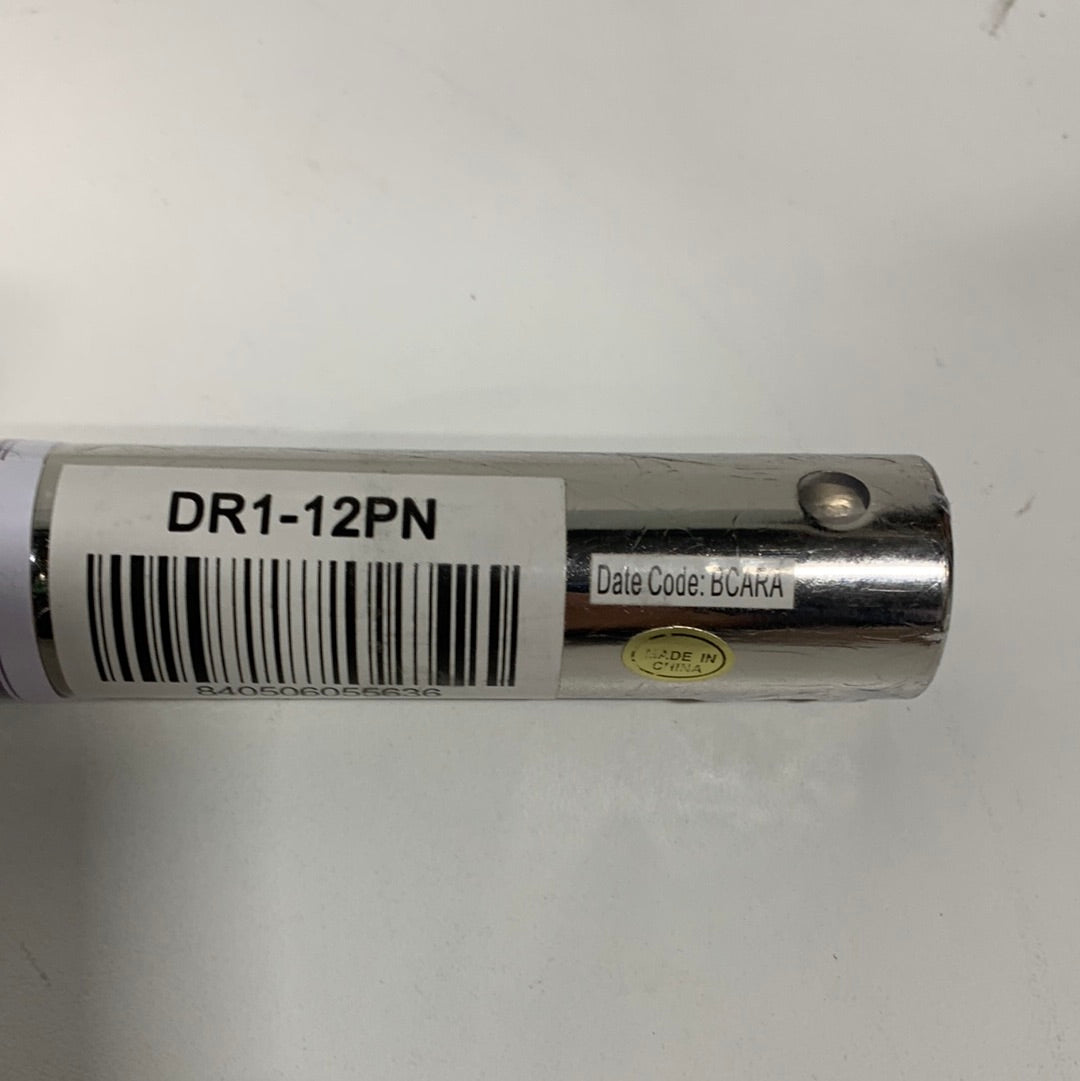 DR1-12PN
840506055636
Date Code: BCARA
MADE IN
CHINA